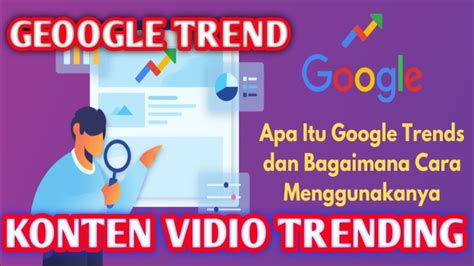 GEOOGLE TREND
Google
Apa Itu Google Trends
dan Bagaimana Cara
Menggunakanya
KONTEN VIDIO TRENDING